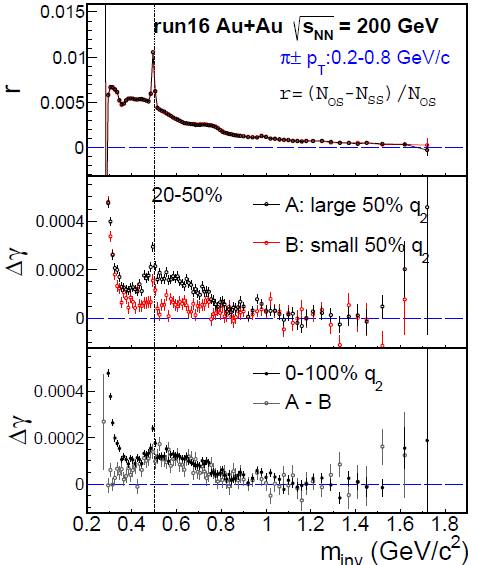 run16 Au+Au √sNN = 200 GeV
π± pT:0.2-0.8 GeV/c
r=(NOS-NSS)/NOS
0.015
0.01
0.005
0
r
20-50%
A: large 50% q2
B: small 50% q2
0.0004
0.0002
0
Δγ
0-100% q2
A - B
0.0004
0.0002
0
Δγ
0.2 0.4 0.6 0.8 1 1.2 1.4 1.6 1.8
minv (GeV/c2)